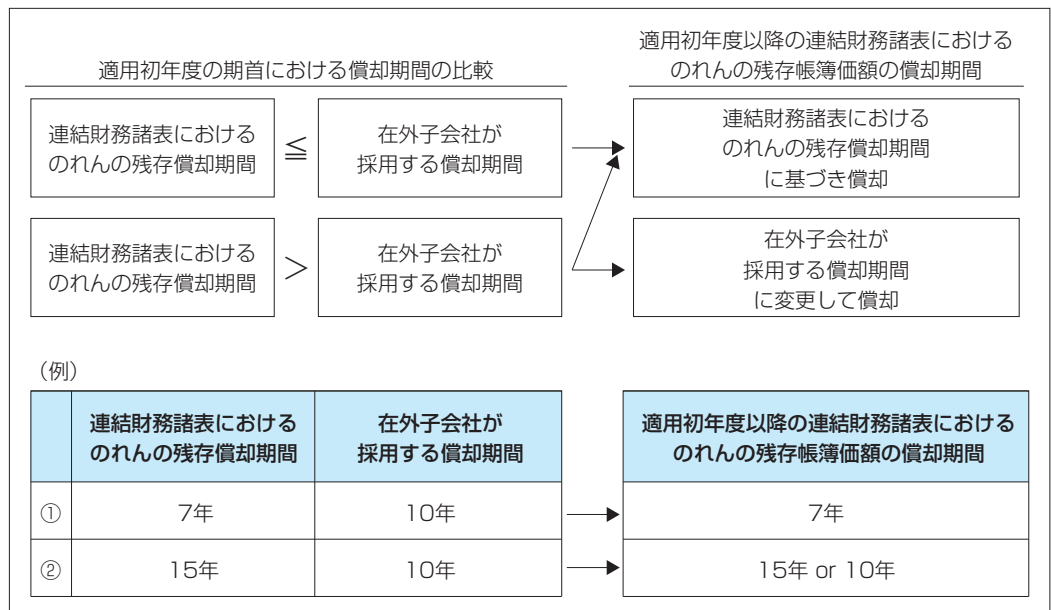 適用初年度の期首における償却期間の比較
適用初年度以降の連結財務諸表における
のれんの残存帳簿価額の償却期間
連結財務諸表における
のれんの残存償却期間
≦
在外子会社が
採用する償却期間
連結財務諸表における
のれんの残存償却期間
に基づき償却
連結財務諸表における
のれんの残存償却期間
＞
在外子会社が
採用する償却期間
在外子会社が
採用する償却期間
に変更して償却
（例）
連結財務諸表における
のれんの残存償却期間
在外子会社が
採用する償却期間
適用初年度以降の連結財務諸表における
のれんの残存帳簿価額の償却期間
① 7年 10年 7年
② 15年 10年 15年 or 10年